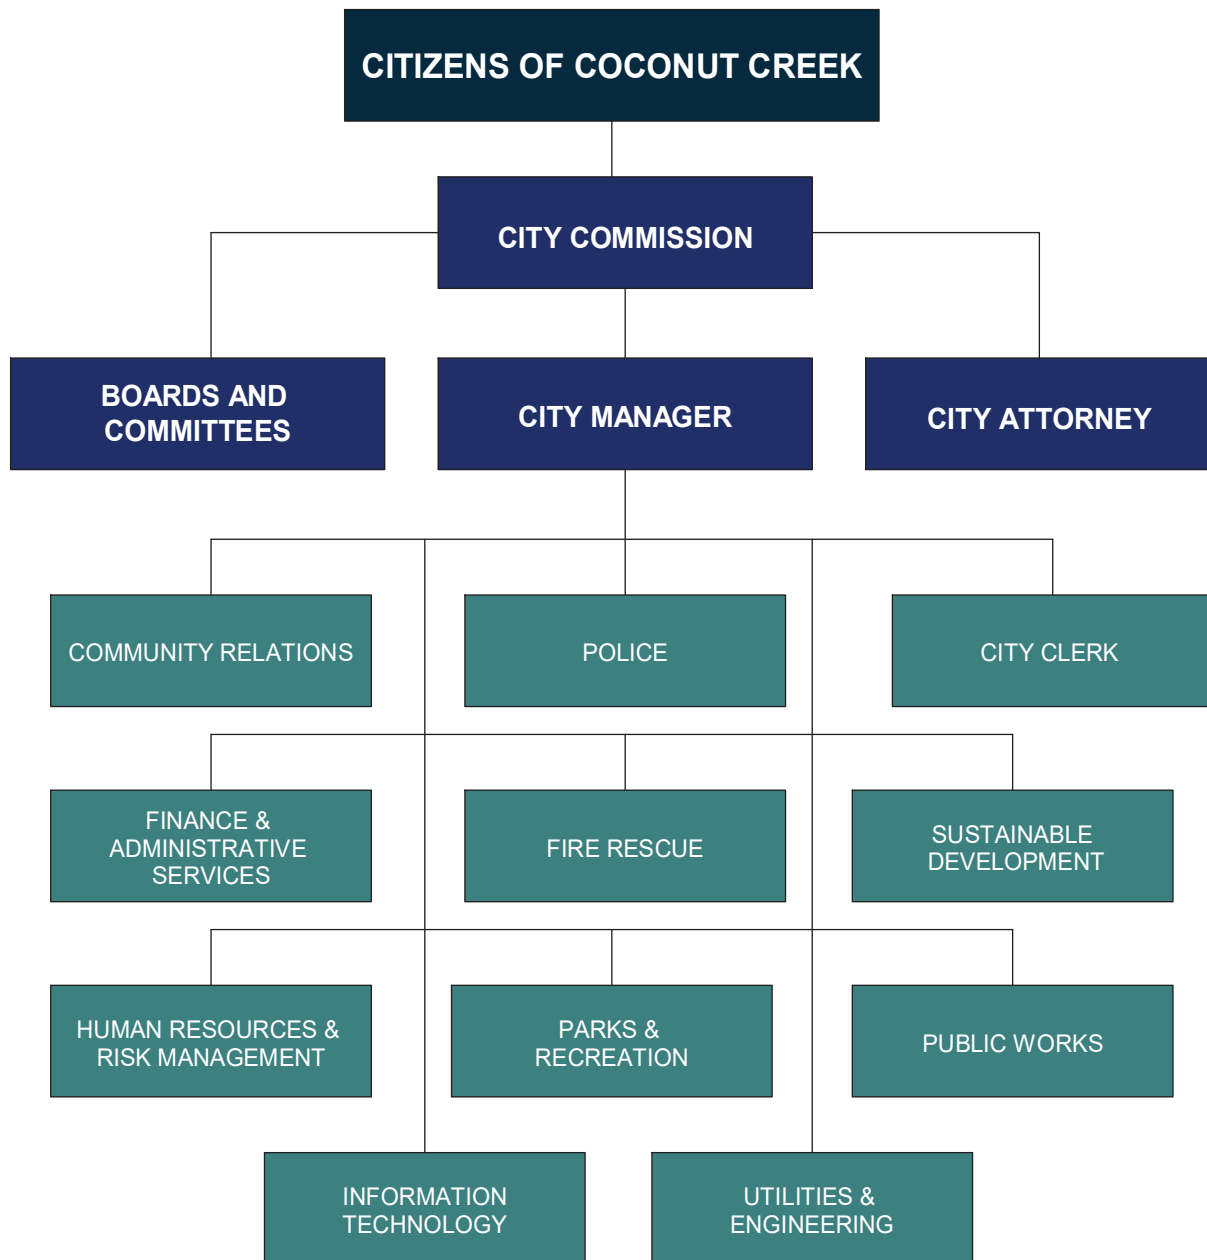 CITIZENS OF COCONUT CREEK
CITY COMMISSION
BOARDS AND
COMMITTEES
CITY MANAGER
CITY ATTORNEY
COMMUNITY RELATIONS
POLICE
CITY CLERK
FINANCE &
ADMINISTRATIVE
SERVICES
FIRE RESCUE
SUSTAINABLE
DEVELOPMENT
HUMAN RESOURCES &
RISK MANAGEMENT
PARKS &
RECREATION
PUBLIC WORKS
INFORMATION
TECHNOLOGY
UTILITIES &
ENGINEERING